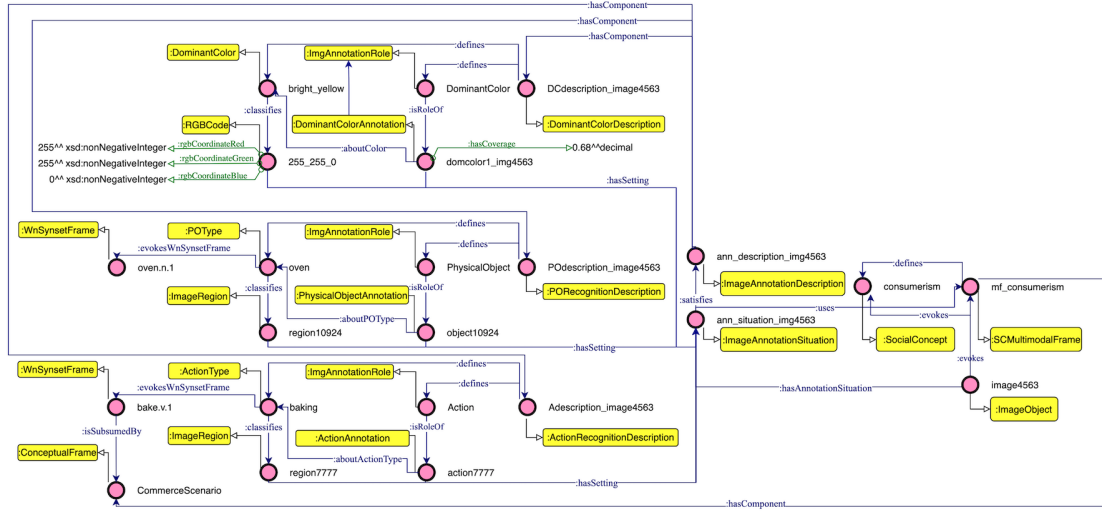 :hasComponent
:hasComponent
:hasComponent
:DominantColor
:ImgAnnotationRole
:defines
:defines
bright_yellow
DominantColor
DCdescription_image4563
:classifies
:isRoleOf
:RGBCode
:DominantColorAnnotation
:DominantColorDescription
255^^ xsd:nonNegativeInteger
:rgbCoordinateRed
:aboutColor
:hasCoverage
0.68^^decimal
255^^ xsd:nonNegativeInteger
:rgbCoordinateGreen
255_255_0
domcolor1_img4563
0^^ xsd:nonNegativeInteger
:rgbCoordinateBlue
:hasSetting
:WnSynsetFrame
:POType
:ImgAnnotationRole
:defines
:defines
:evokesWnSynsetFrame
oven.n.1
oven
PhysicalObject
POdescription_image4563
:classifies
:isRoleOf
:ImageRegion
:PhysicalObjectAnnotation
:PORecognitionDescription
:aboutPOType
region10924
object10924
:hasSetting
ann_description_img4563
:ImageAnnotationDescription
:satisfies
ann_situation_img4563
:ImageAnnotationSituation
:defines
consumerism
mf_consumerism
:uses
:evokes
:SocialConcept
:SCMultimodalFrame
:evokes
:hasAnnotationSituation
image4563
:ImageObject
:WnSynsetFrame
:ActionType
:ImgAnnotationRole
:defines
:defines
:evokesWnSynsetFrame
bake.v.1
baking
Action
Adescription_image4563
:isSubsumedBy
:classifies
:isRoleOf
:ImageRegion
:ActionAnnotation
:ActionRecognitionDescription
:ConceptualFrame
:aboutActionType
region7777
action7777
:hasSetting
CommerceScenario
:hasComponent